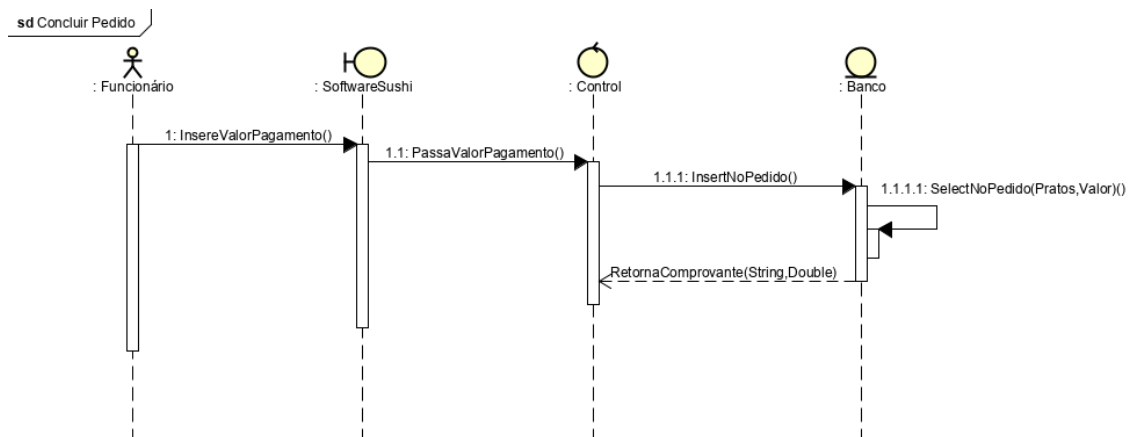 sd Concluir Pedido
: Funcionário
: SoftwareSushi
: Control
: Banco
1: InsereValorPagamento()
1.1: PassaValorPagamento()
1.1.1: InsertNoPedido()
1.1.1.1: SelectNoPedido(Pratos,Valor)()
RetornaComprovante(String,Double)